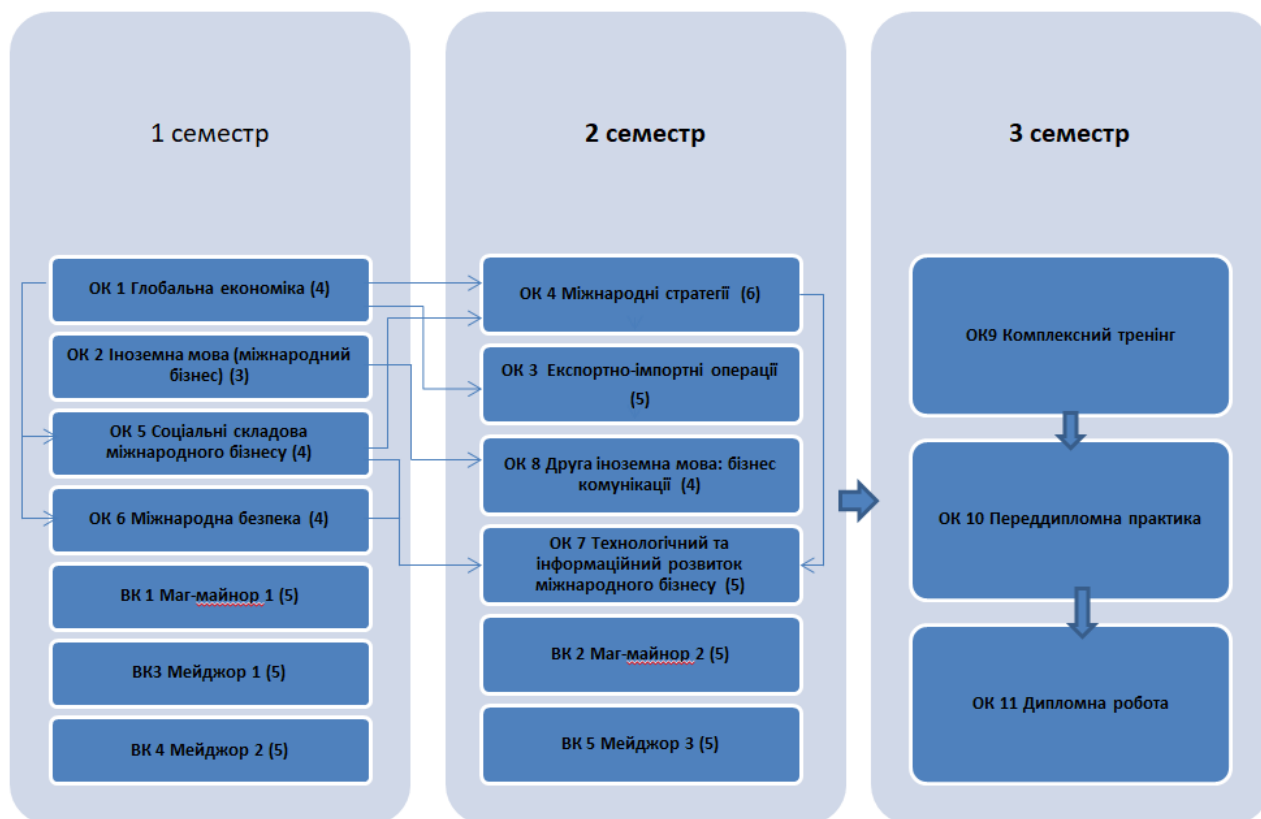 1 семестр
ОК 1 Глобальна економіка (4)
ОК 2 Іноземна мова (міжнародний
бізнес) (3)
ОК 5 Соціальні складова
міжнародного бізнесу (4)
ОК 6 Міжнародна безпека (4)
ВК 1 Маг-майнор 1 (5)
ВК3 Мейджор 1 (5)
ВК 4 Мейджор 2 (5)
2 семестр
ОК 4 Міжнародні стратегії (6)
ОК 3 Експортно-імпортні операції
(5)
ОК 8 Друга іноземна мова: бізнес
комунікації (4)
ОК 7 Технологічний та
інформаційний розвиток
міжнародного бізнесу (5)
ВК 2 Маг-майнор 2 (5)
ВК 5 Мейджор 3 (5)
3 семестр
ОК9 Комплексний тренінг
ОК 10 Переддипломна практика
ОК 11 Дипломна робота